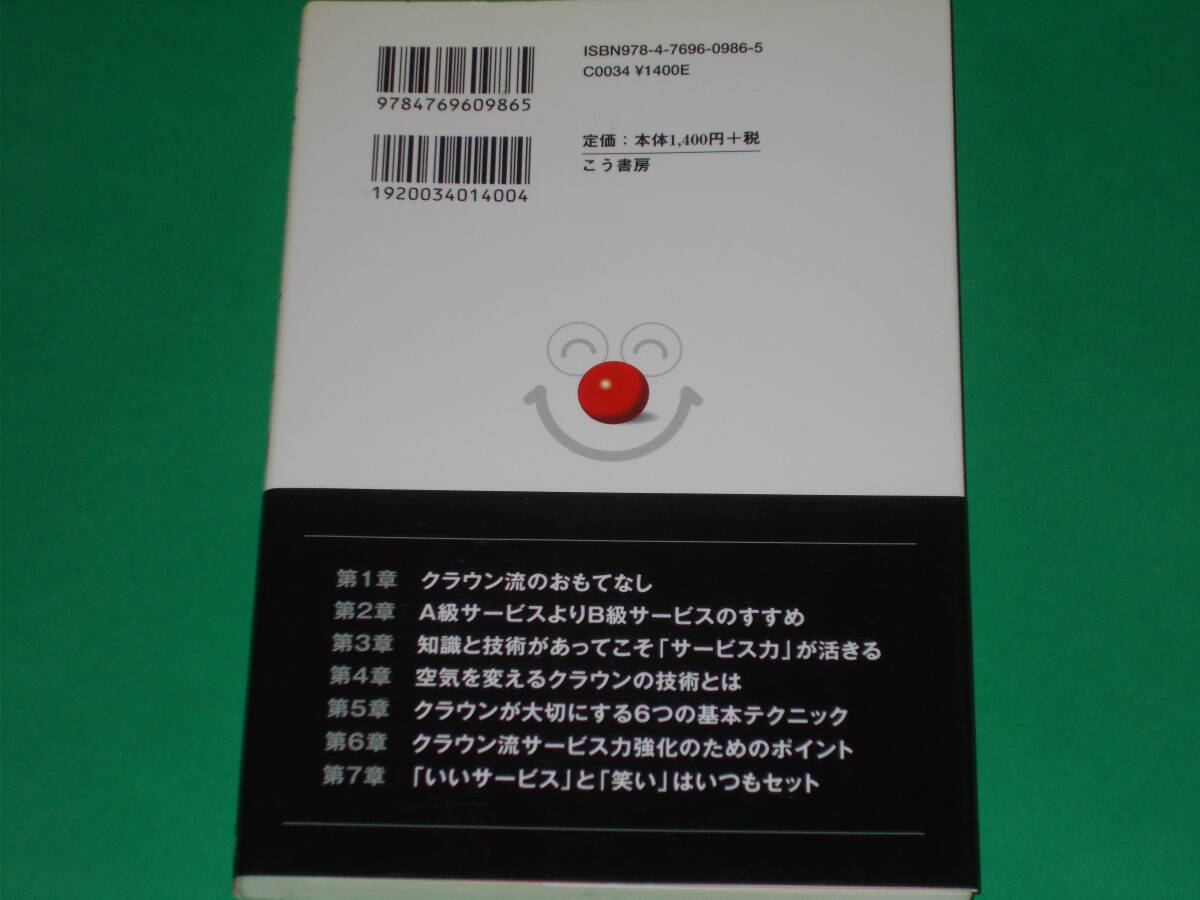 ISBN978-4-7696-0986-5
C0034 ¥1400E
9784769609865
定価：本体1,400円＋税
こう書房
1920034014004
第1章 クラウン流のおもてなし
第2章 A級サービスよりB級サービスのすすめ
第3章 知識と技術があってこそ「サービス力」が活きる
第4章 空気を変えるクラウンの技術とは
第5章 クラウンが大切にする6つの基本テクニック
第6章 クラウン流サービス力強化のためのポイント
第7章 「いいサービス」と「笑い」はいつもセット